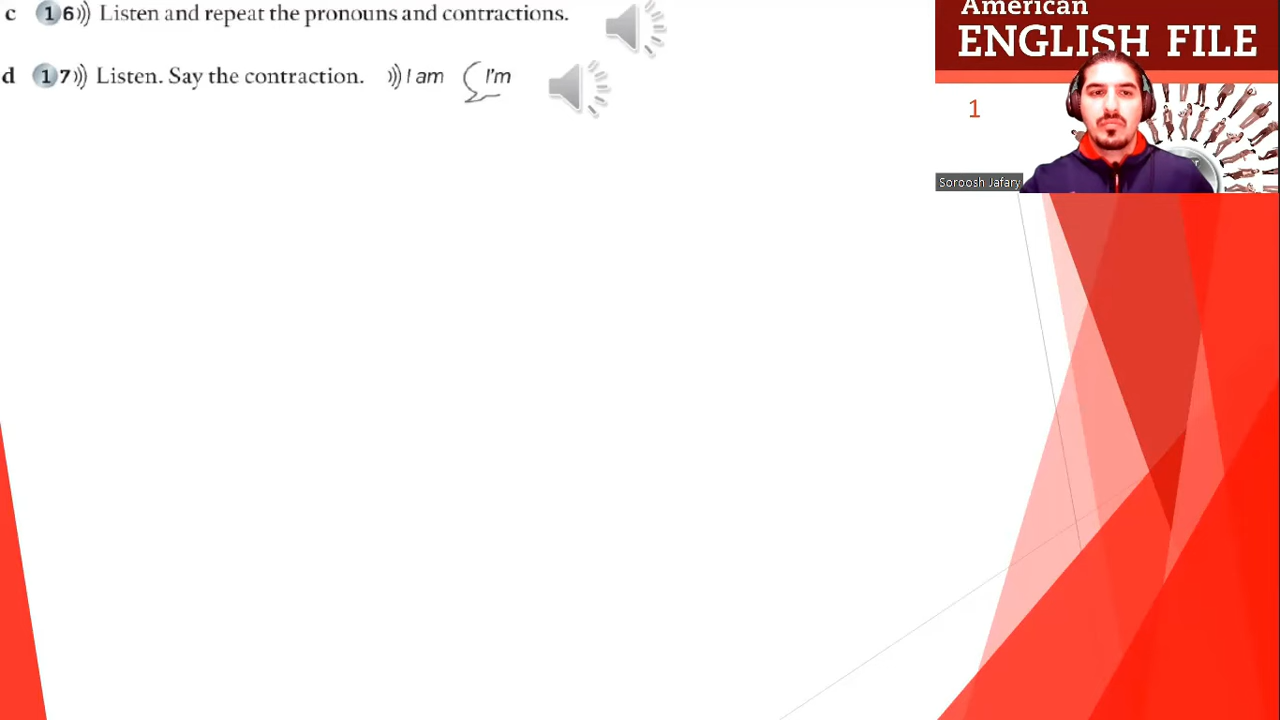 c 1 6 Listen and repeat the pronouns and contractions.
d 1 7 Listen. Say the contraction. I am I'm
American
ENGLISH FILE
1
Soroosh Jafary